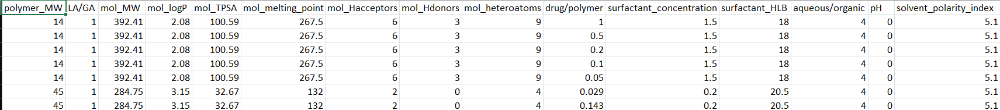 polymer_MW LA/GA mol_MW mol_logP mol_TPSA mol_melting_point mol_Hacceptors mol_Hdonors mol_heteroatoms drug/polymer surfactant_concentration surfactant_HLB aqueous/organic pH solvent_polarity_index
14 1 392.41 2.08 100.59 267.5 6 3 9 1 1.5 18 4 0 5.1
14 1 392.41 2.08 100.59 267.5 6 3 9 0.5 1.5 18 4 0 5.1
14 1 392.41 2.08 100.59 267.5 6 3 9 0.2 1.5 18 4 0 5.1
14 1 392.41 2.08 100.59 267.5 6 3 9 0.1 1.5 18 4 0 5.1
14 1 392.41 2.08 100.59 267.5 6 3 9 0.05 1.5 18 4 0 5.1
45 1 284.75 3.15 32.67 132 2 0 4 0.029 0.2 20.5 4 0 5.1
45 1 284.75 3.15 32.67 132 2 0 4 0.143 0.2 20.5 4 0 5.1